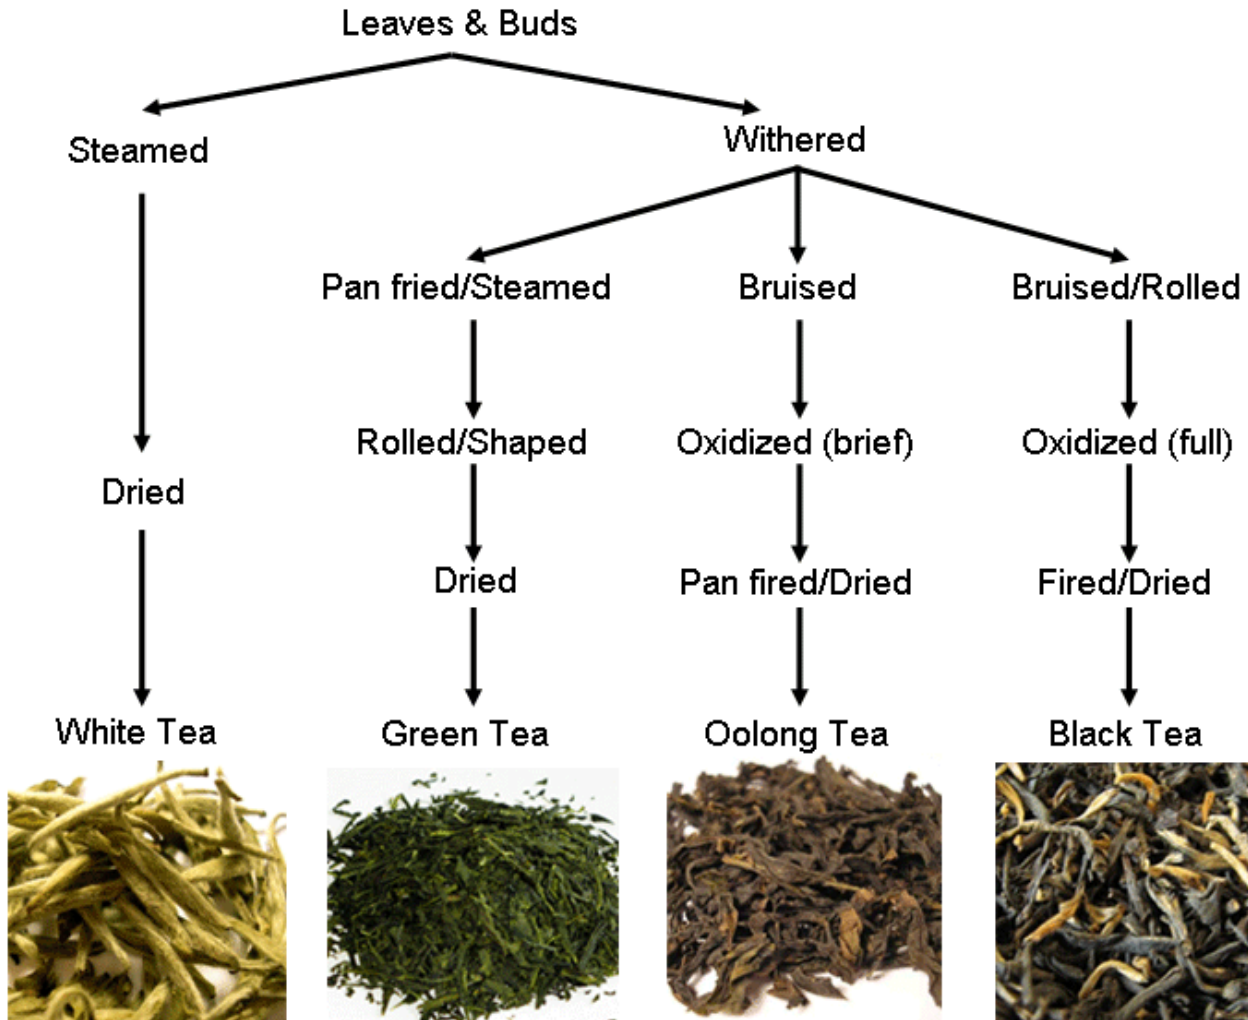 Leaves & Buds
Steamed
Withered
Pan fried/Steamed
Bruised
Bruised/Rolled
Rolled/Shaped
Oxidized (brief)
Oxidized (full)
Dried
Dried
Pan fired/Dried
Fired/Dried
White Tea
Green Tea
Oolong Tea
Black Tea